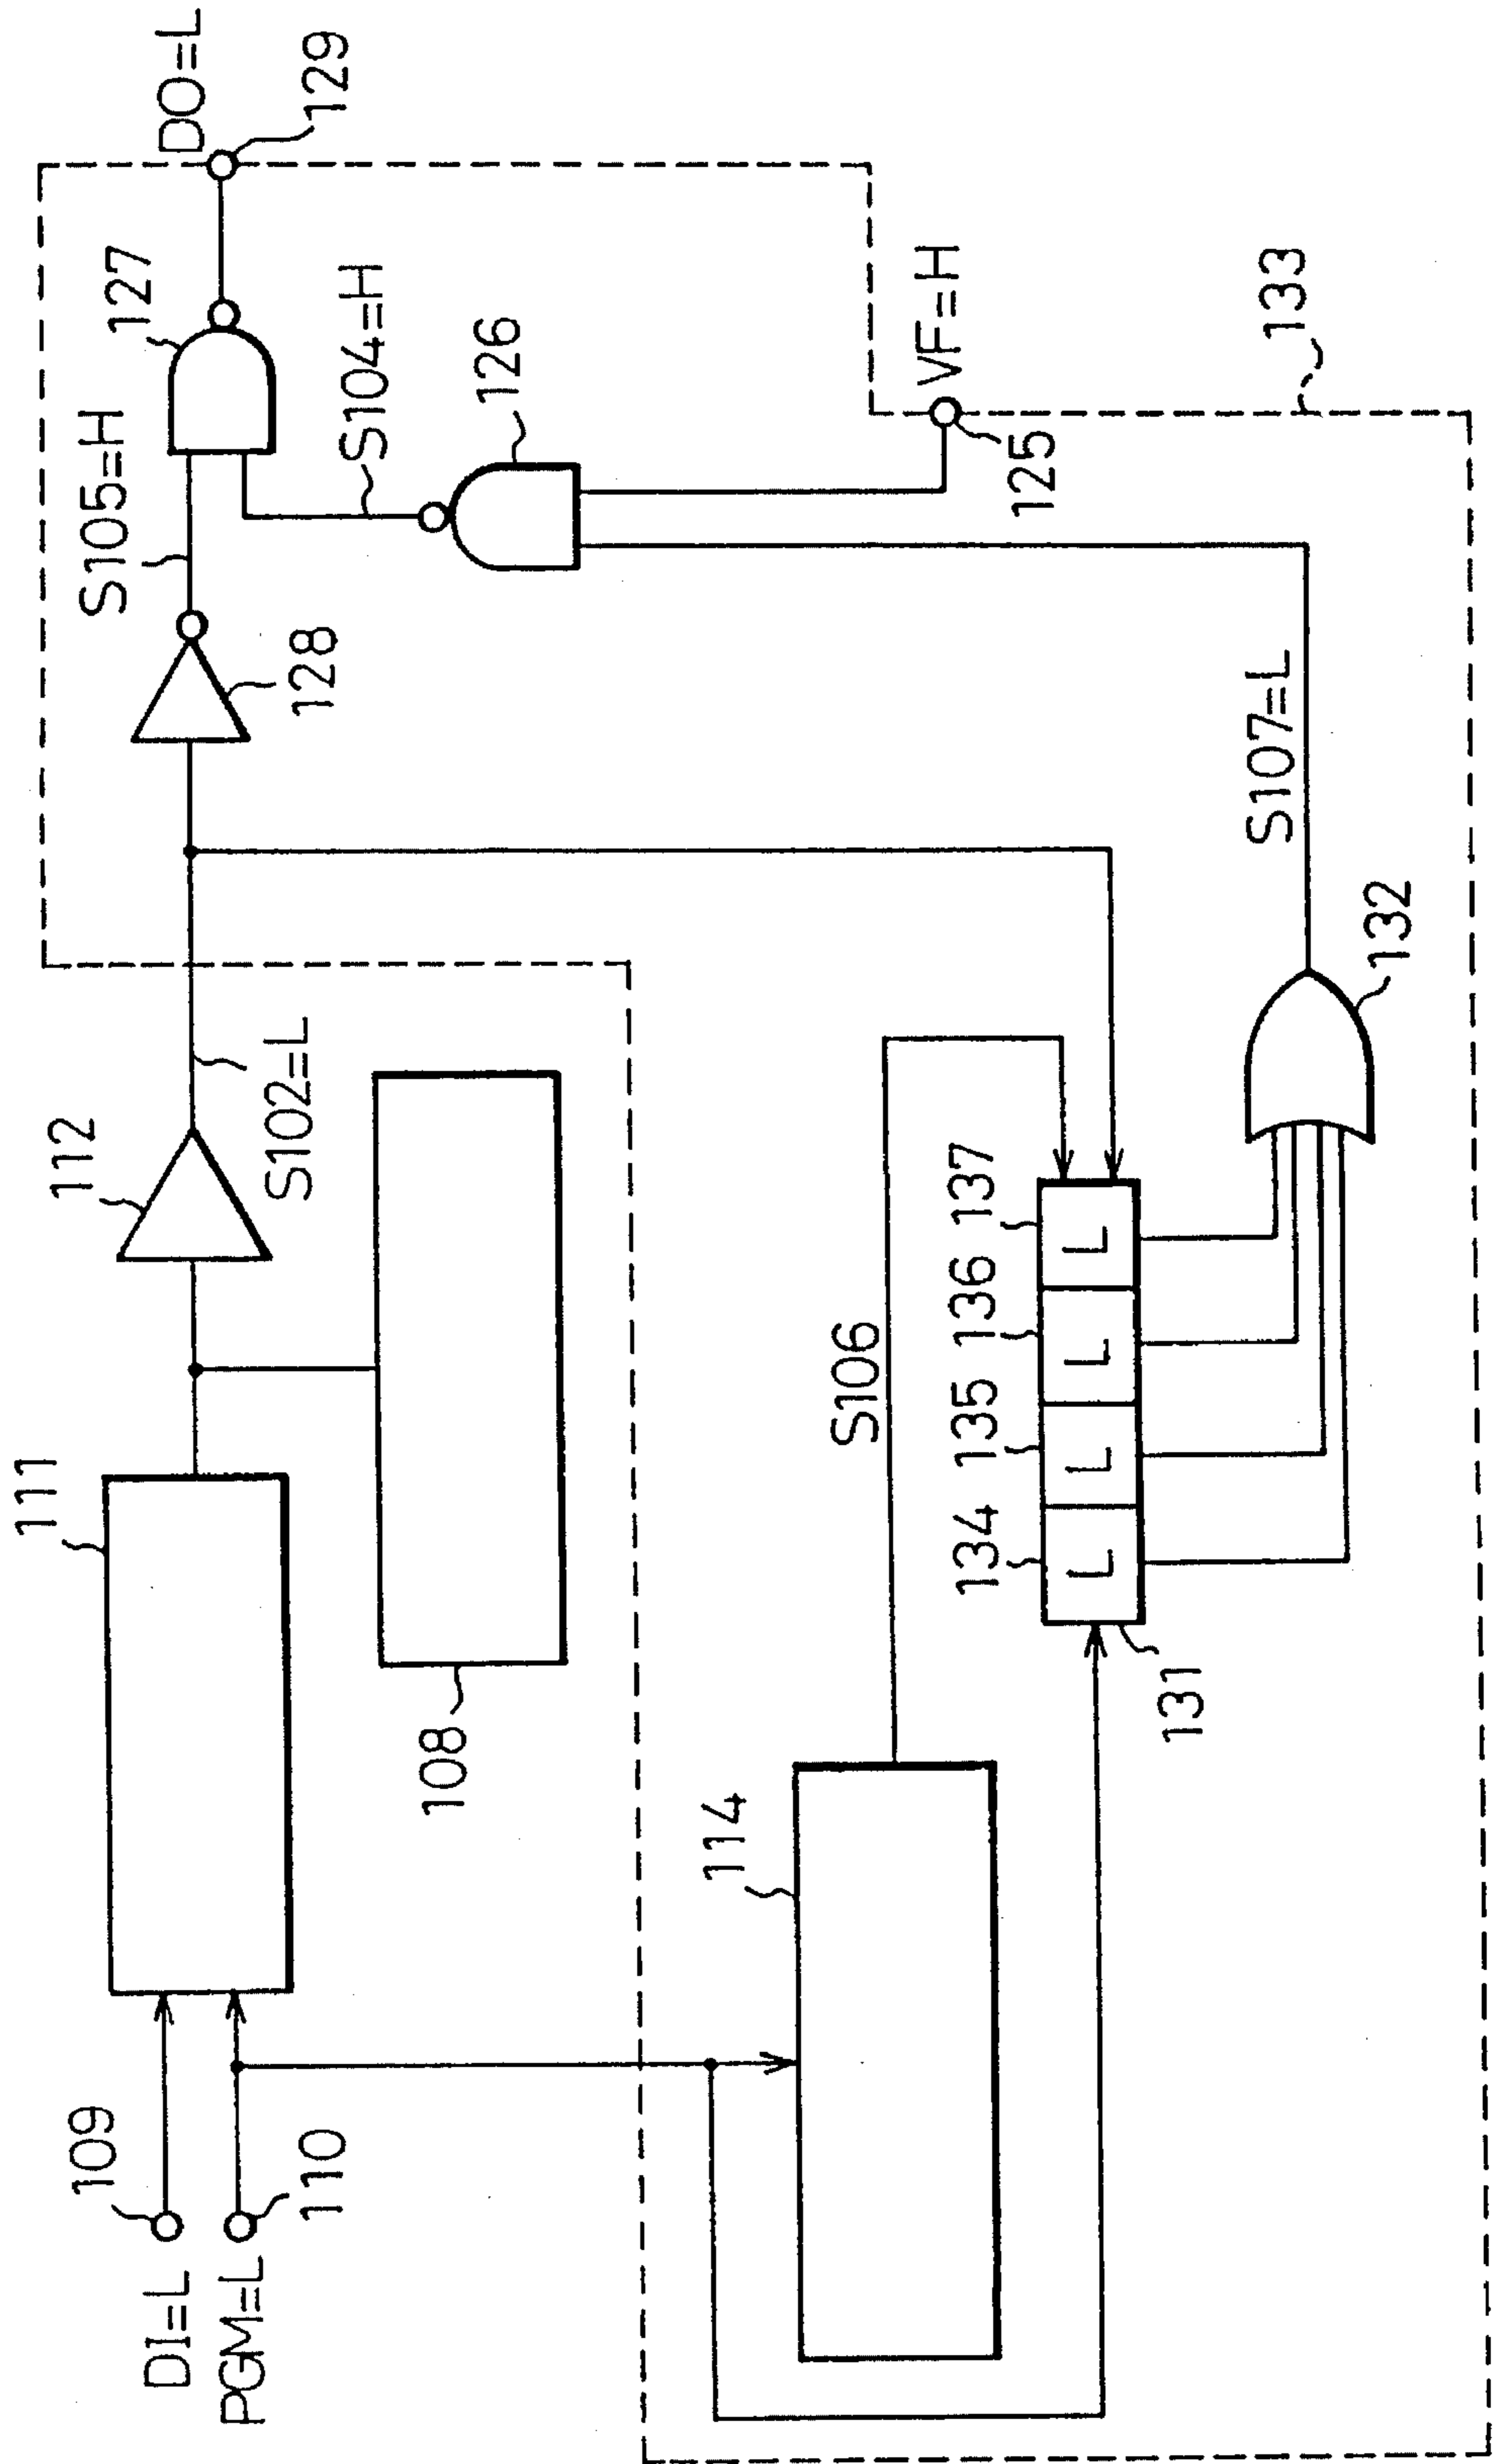 DI=L
109
PGM=L
110
111
108
112
S102=L
128
S105=H
127
DO=L
129
S104=H
126
VF=H
125
133
114
S106
134
135
136
137
L
L
L
L
131
132
S107=L